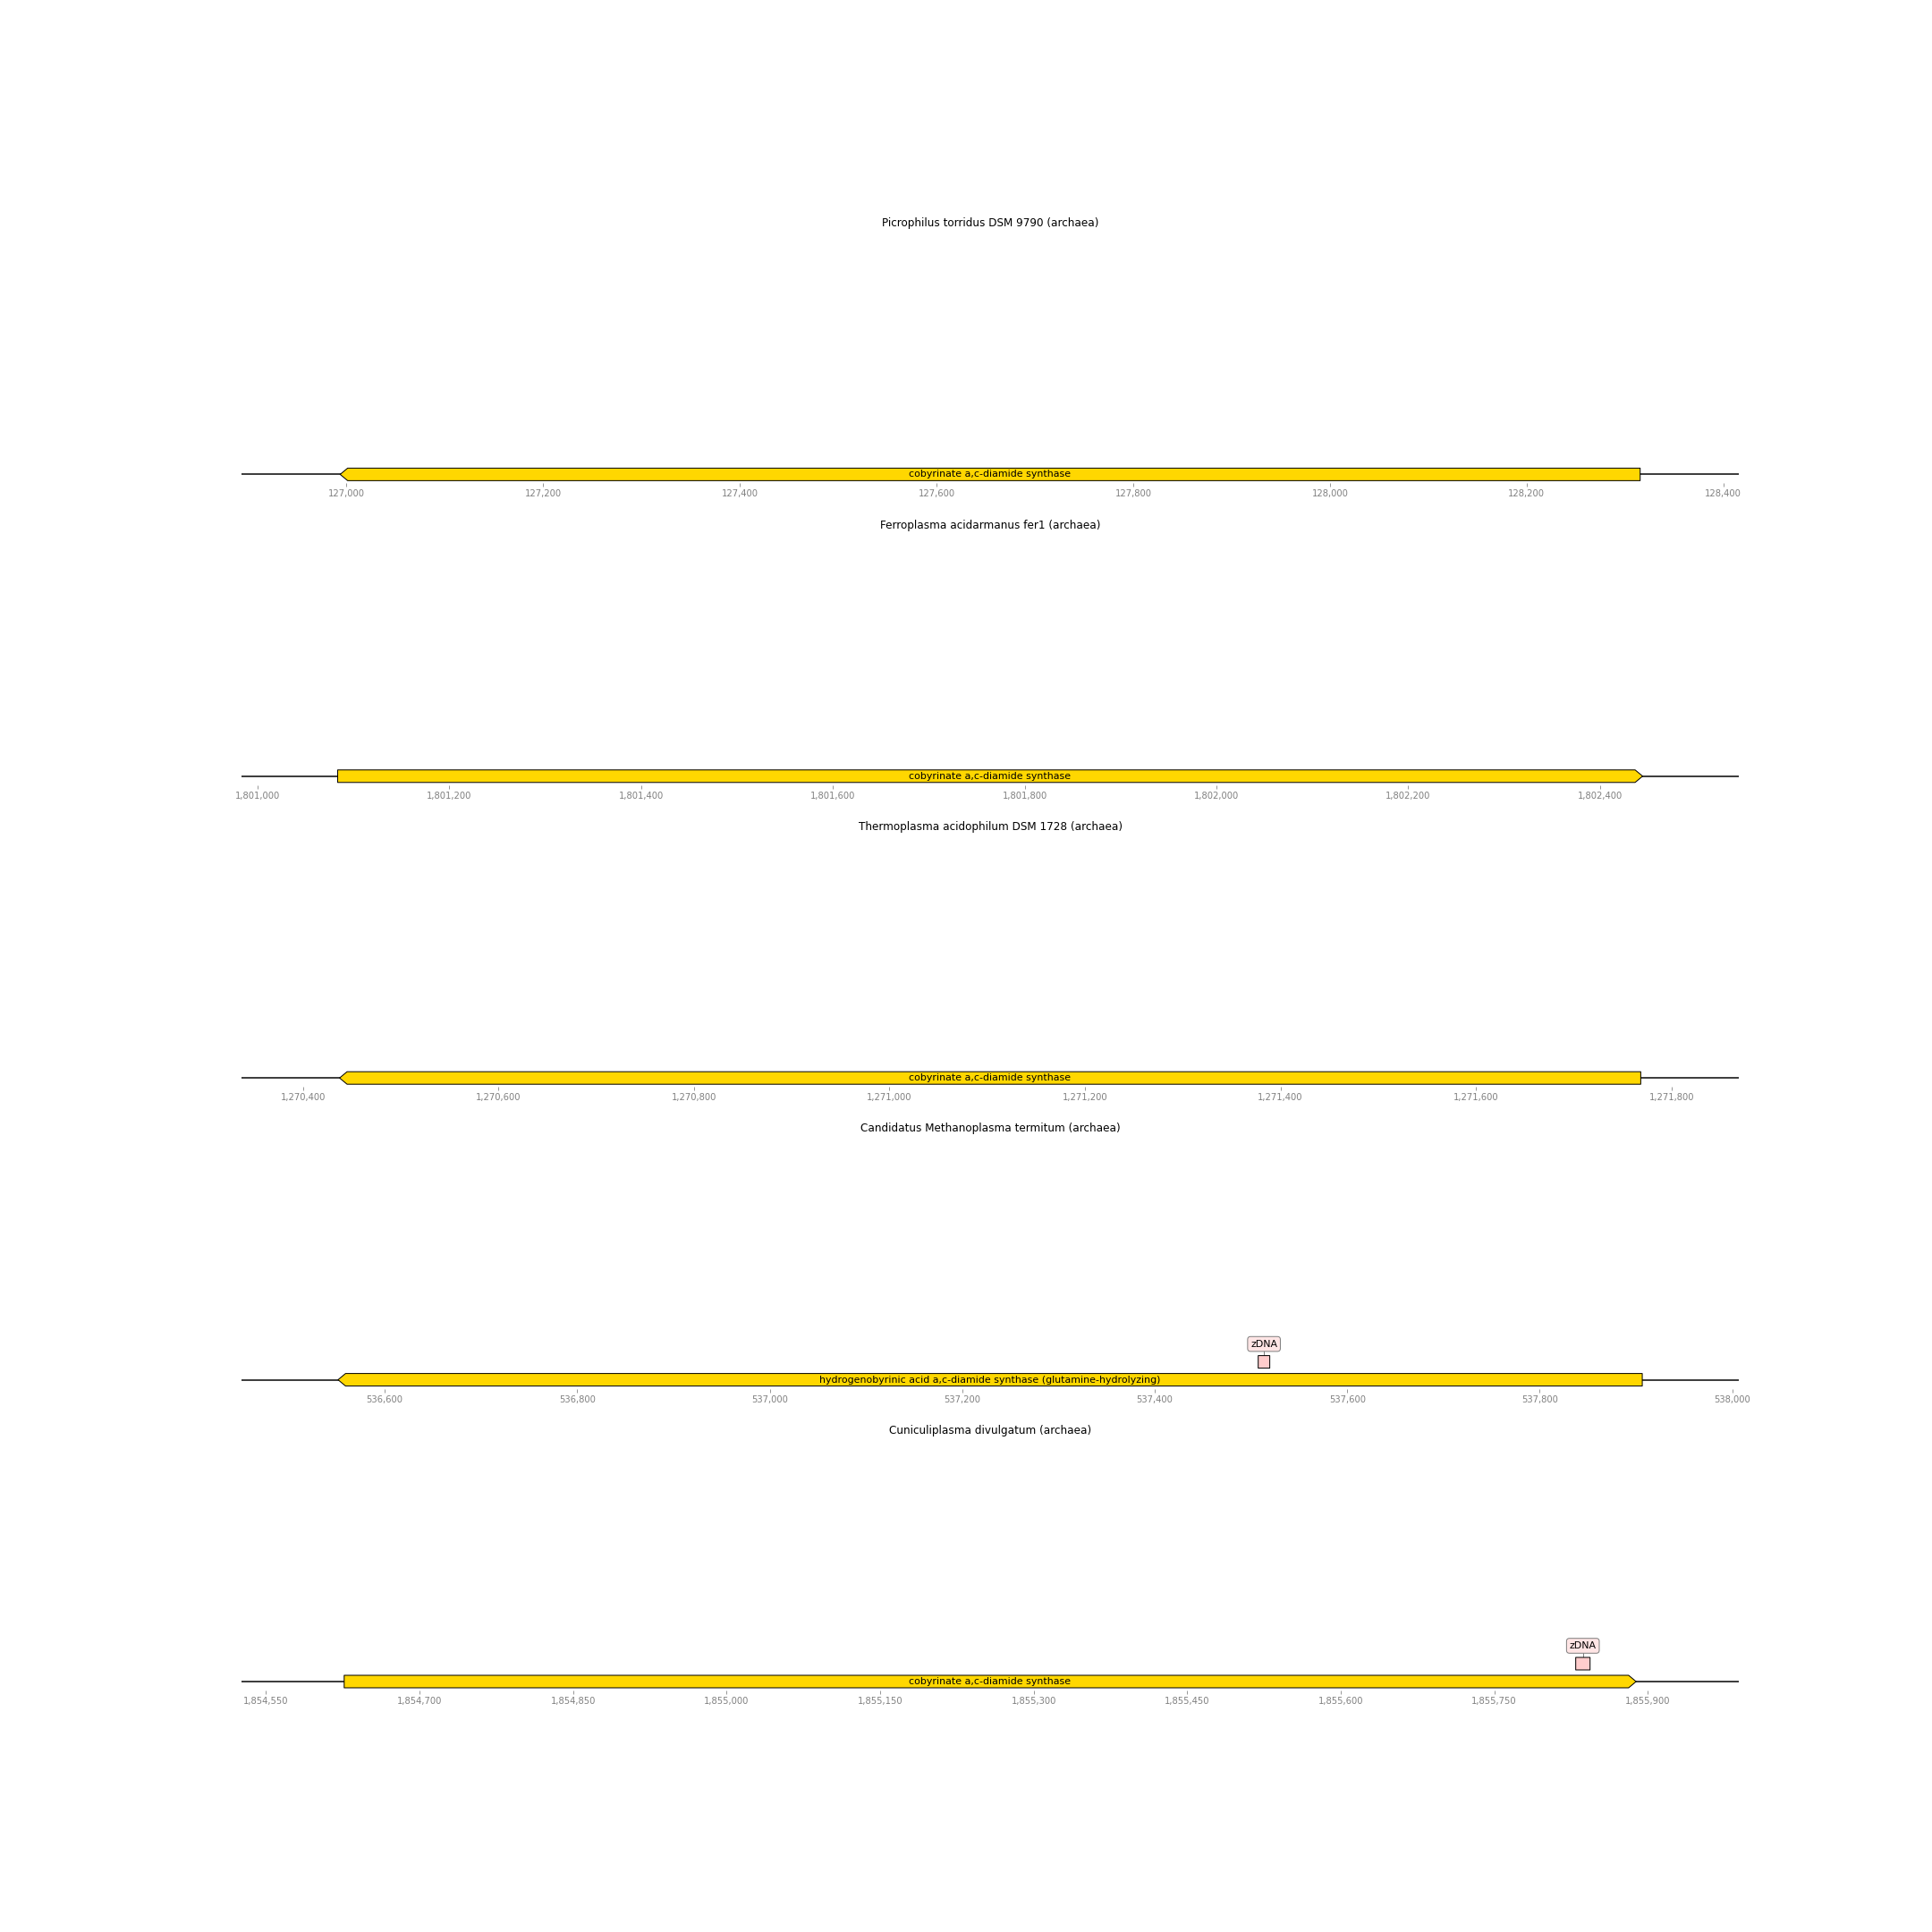 Picrophilus torridus DSM 9790 (archaea)
cobyrinate a,c-diamide synthase
127,000 127,200 127,400 127,600 127,800 128,000 128,200 128,400
Ferroplasma acidarmanus fer1 (archaea)
cobyrinate a,c-diamide synthase
1,801,000 1,801,200 1,801,400 1,801,600 1,801,800 1,802,000 1,802,200 1,802,400
Thermoplasma acidophilum DSM 1728 (archaea)
cobyrinate a,c-diamide synthase
1,270,400 1,270,600 1,270,800 1,271,000 1,271,200 1,271,400 1,271,600 1,271,800
Candidatus Methanoplasma termitum (archaea)
zDNA
hydrogenobyrinic acid a,c-diamide synthase (glutamine-hydrolyzing)
536,600 536,800 537,000 537,200 537,400 537,600 537,800 538,000
Cuniculiplasma divulgatum (archaea)
zDNA
cobyrinate a,c-diamide synthase
1,854,550 1,854,700 1,854,850 1,855,000 1,855,150 1,855,300 1,855,450 1,855,600 1,855,750 1,855,900